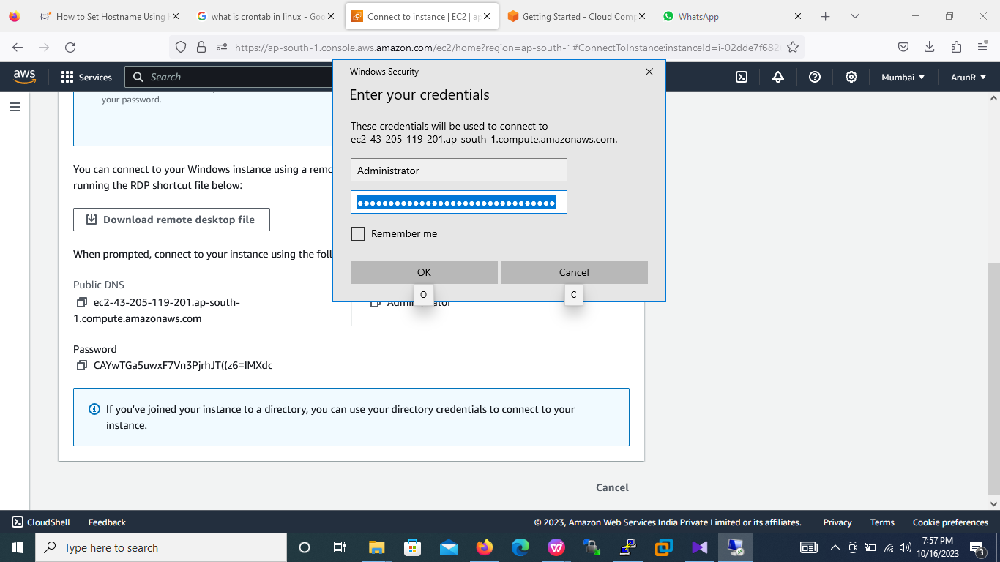 How to Set Hostname Using
what is crontab in linux - Goo
Connect to instance | EC2 | ap
Getting Started - Cloud Comp
WhatsApp
https://ap-south-1.console.aws.amazon.com/ec2/home?region=ap-south-1#ConnectToInstance:instanceId=i-02dde7f682
aws
Services
Search
Mumbai
ArunR
your password.
Windows Security
Enter your credentials
These credentials will be used to connect to
ec2-43-205-119-201.ap-south-1.compute.amazonaws.com.
Administrator
Remember me
OK
Cancel
O
C
You can connect to your Windows instance using a remo
running the RDP shortcut file below:
Download remote desktop file
When prompted, connect to your instance using the foll
Public DNS
ec2-43-205-119-201.ap-south-
1.compute.amazonaws.com
Password
CAYwTGa5uwxF7Vn3PjrhJT((z6=IMXdc
If you've joined your instance to a directory, you can use your directory credentials to connect to your
instance.
Cancel
CloudShell
Feedback
© 2023, Amazon Web Services India Private Limited or its affiliates.
Privacy
Terms
Cookie preferences
Type here to search
7:57 PM
10/16/2023
3